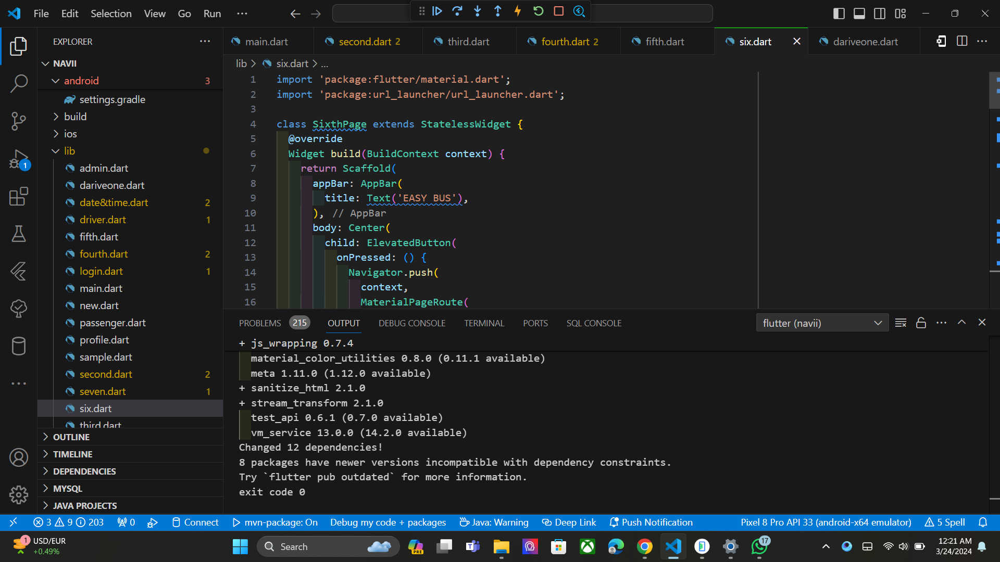 File Edit Selection View Go Run ...
EXPLORER
NAVII
android 3
settings.gradle
build
ios
lib
admin.dart
dariveone.dart
date&time.dart 2
driver.dart 1
fifth.dart
fourth.dart 2
login.dart 1
main.dart
new.dart
passenger.dart
profile.dart
sample.dart
second.dart 2
seven.dart 1
six.dart
third.dart
OUTLINE
TIMELINE
DEPENDENCIES
MYSQL
JAVA PROJECTS
1
main.dart second.dart 2 third.dart fourth.dart 2 fifth.dart six.dart dariveone.dart
lib > six.dart > ...
1 import 'package:flutter/material.dart';
2 import 'package:url_launcher/url_launcher.dart';
3
4 class SixthPage extends StatelessWidget {
5 @override
6 Widget build(BuildContext context) {
7 return Scaffold(
8 appBar: AppBar(
9 title: Text('EASY BUS'),
10 ), // AppBar
11 body: Center(
12 child: ElevatedButton(
13 onPressed: () {
14 Navigator.push(
15 context,
16 MaterialPageRoute(
PROBLEMS 215 OUTPUT DEBUG CONSOLE TERMINAL PORTS SQL CONSOLE flutter (navii)
+ js_wrapping 0.7.4
material_color_utilities 0.8.0 (0.11.1 available)
meta 1.11.0 (1.12.0 available)
+ sanitize_html 2.1.0
+ stream_transform 2.1.0
test_api 0.6.1 (0.7.0 available)
vm_service 13.0.0 (14.2.0 available)
Changed 12 dependencies!
8 packages have newer versions incompatible with dependency constraints.
Try `flutter pub outdated` for more information.
exit code 0
3 9 203 0 Connect mvn-package: On Debug my code + packages Java: Warning Deep Link Push Notification Pixel 8 Pro API 33 (android-x64 emulator) 5 Spell
1 USD/EUR
+0.49%
Search
PRE
17
12:21 AM
3/24/2024